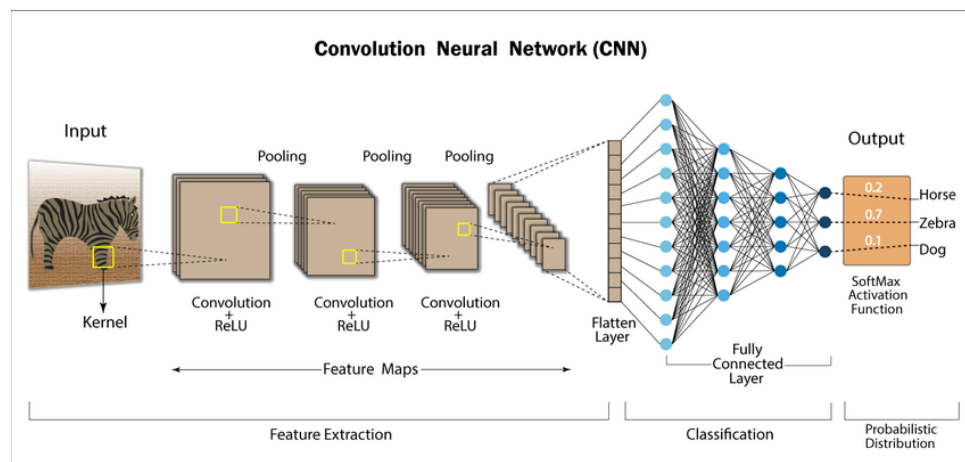 Convolution Neural Network (CNN)
Input
Kernel
Pooling
Pooling
Pooling
Convolution
+
ReLU
Convolution
+
ReLU
Convolution
+
ReLU
Feature Maps
Flatten
Layer
Fully
Connected
Layer
Output
0.2
Horse
0.7
Zebra
0.1
Dog
SoftMax
Activation
Function
Feature Extraction
Classification
Probabilistic
Distribution